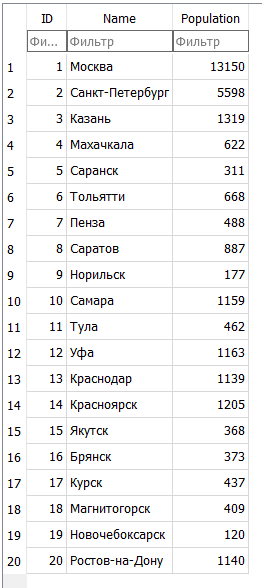 ID Name Population
Фи... Фильтр Фильтр
1 1 Москва 13150
2 2 Санкт-Петербург 5598
3 3 Казань 1319
4 4 Махачкала 622
5 5 Саранск 311
6 6 Тольятти 668
7 7 Пенза 488
8 8 Саратов 887
9 9 Норильск 177
10 10 Самара 1159
11 11 Тула 462
12 12 Уфа 1163
13 13 Краснодар 1139
14 14 Красноярск 1205
15 15 Якутск 368
16 16 Брянск 373
17 17 Курск 437
18 18 Магнитогорск 409
19 19 Новочебоксарск 120
20 20 Ростов-на-Дону 1140